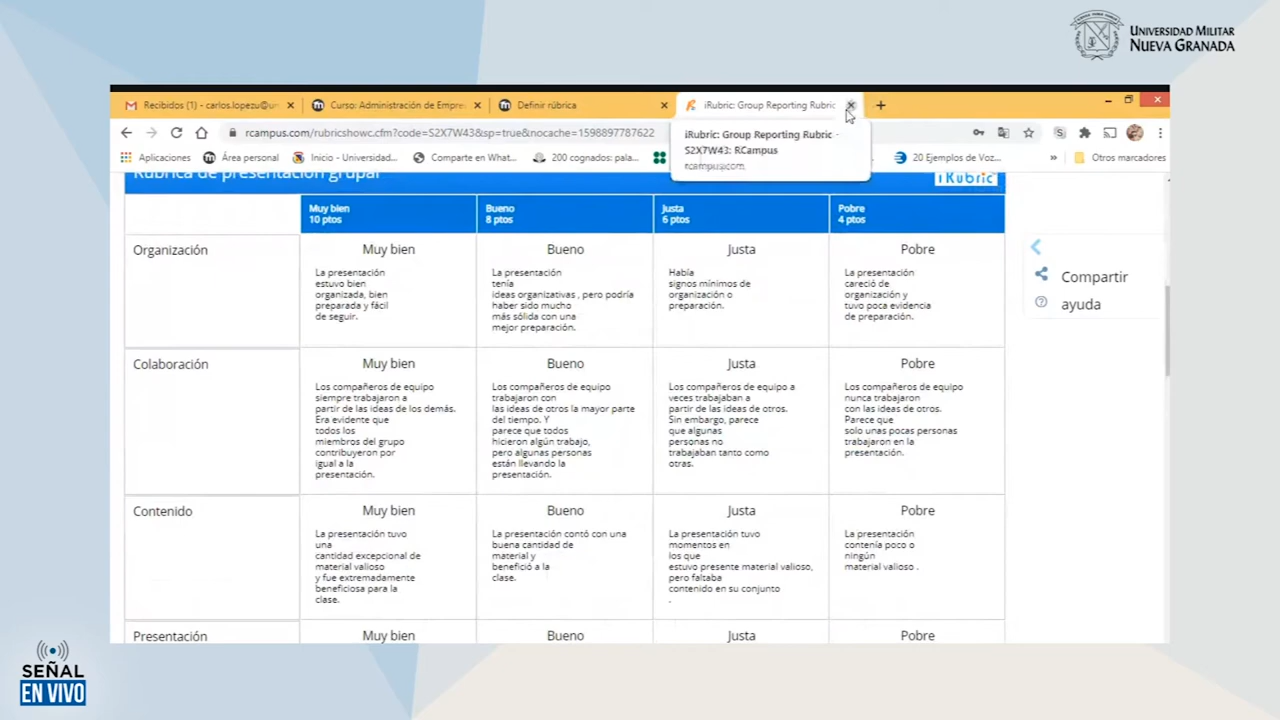 UNIVERSIDAD MILITAR
NUEVA GRANADA
Recibidos (1) - carlos.lopezu@un
Curso: Administración de Empre
Definir rúbrica
iRubric: Group Reporting Rubric
rcampus.com/rubricshowc.cfm?code=S2X7W43&sp=true&nocache=1598897787622
iRubric: Group Reporting Rubric -
S2X7W43: RCampus
rcampus.com
Aplicaciones
Área personal
Inicio - Universidad...
Comparte en What...
200 cognados: pala...
20 Ejemplos de Voz...
»
Otros marcadores
Rúbrica de presentación grupal
iRubric
Muy bien
10 ptos
Bueno
8 ptos
Justa
6 ptos
Pobre
4 ptos
Organización
Muy bien
La presentación
estuvo bien
organizada, bien
preparada y fácil
de seguir.
Bueno
La presentación
tenía
ideas organizativas , pero podría
haber sido mucho
más sólida con una
mejor preparación.
Justa
Había
signos mínimos de
organización o
preparación.
Pobre
La presentación
careció de
organización y
tuvo poca evidencia
de preparación.
Compartir
ayuda
Colaboración
Muy bien
Los compañeros de equipo
siempre trabajaron a
partir de las ideas de los demás.
Era evidente que
todos los
miembros del grupo
contribuyeron por
igual a la
presentación.
Bueno
Los compañeros de equipo
trabajaron con
las ideas de otros la mayor parte
del tiempo. Y
parece que todos
hicieron algún trabajo,
pero algunas personas
están llevando la
presentación.
Justa
Los compañeros de equipo a
veces trabajaban a
partir de las ideas de otros.
Sin embargo, parece
que algunas
personas no
trabajaban tanto como
otras.
Pobre
Los compañeros de equipo
nunca trabajaron
con las ideas de otros.
Parece que
solo unas pocas personas
trabajaron en la
presentación.
Contenido
Muy bien
La presentación tuvo
una
cantidad excepcional de
material valioso
y fue extremadamente
beneficiosa para la
clase.
Bueno
La presentación contó con una
buena cantidad de
material y
benefició a la
clase.
Justa
La presentación tuvo
momentos en
los que
estuvo presente material valioso,
pero faltaba
contenido en su conjunto
.
Pobre
La presentación
contenía poco o
ningún
material valioso .
Presentación
Muy bien
Bueno
Justa
Pobre
SEÑAL
EN VIVO